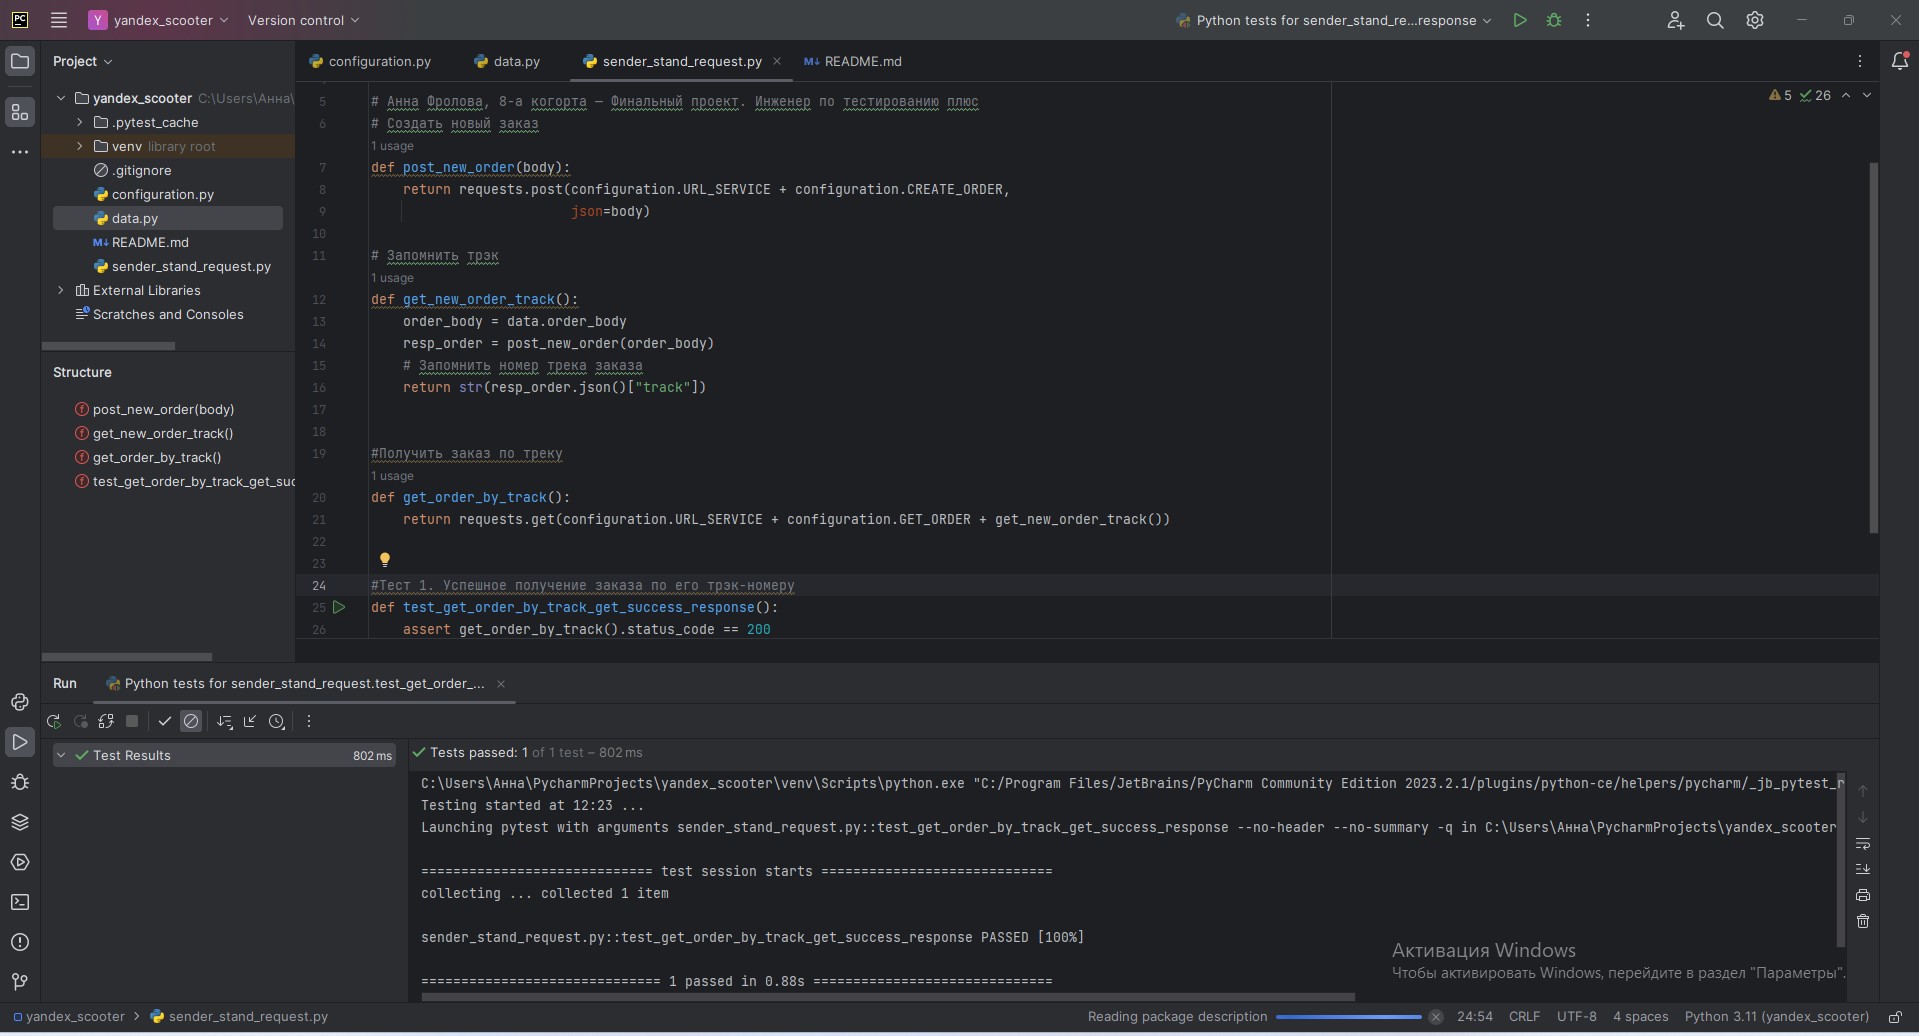 PC
Y yandex_scooter
Version control
Python tests for sender_stand_re...response
Project
yandex_scooter C:\Users\Анна\
.pytest_cache
venv library root
.gitignore
configuration.py
data.py
M↓ README.md
sender_stand_request.py
External Libraries
Scratches and Consoles
Structure
f post_new_order(body)
f get_new_order_track()
f get_order_by_track()
f test_get_order_by_track_get_suc
configuration.py
data.py
sender_stand_request.py
M↓ README.md
5 26
5 # Анна Фролова, 8-а когорта — Финальный проект. Инженер по тестированию плюс
6 # Создать новый заказ
1 usage
7 def post_new_order(body):
8 return requests.post(configuration.URL_SERVICE + configuration.CREATE_ORDER,
9 json=body)
10
11 # Запомнить трэк
1 usage
12 def get_new_order_track():
13 order_body = data.order_body
14 resp_order = post_new_order(order_body)
15 # Запомнить номер трека заказа
16 return str(resp_order.json()["track"])
17
18
19 #Получить заказ по треку
1 usage
20 def get_order_by_track():
21 return requests.get(configuration.URL_SERVICE + configuration.GET_ORDER + get_new_order_track())
22
23
24 #Тест 1. Успешное получение заказа по его трэк-номеру
25 def test_get_order_by_track_get_success_response():
26 assert get_order_by_track().status_code == 200
Run
Python tests for sender_stand_request.test_get_order_...
Test Results 802 ms
Tests passed: 1 of 1 test – 802 ms
C:\Users\Анна\PycharmProjects\yandex_scooter\venv\Scripts\python.exe "C:/Program Files/JetBrains/PyCharm Community Edition 2023.2.1/plugins/python-ce/helpers/pycharm/_jb_pytest_r
Testing started at 12:23 ...
Launching pytest with arguments sender_stand_request.py::test_get_order_by_track_get_success_response --no-header --no-summary -q in C:\Users\Анна\PycharmProjects\yandex_scooter
============================= test session starts =============================
collecting ... collected 1 item
sender_stand_request.py::test_get_order_by_track_get_success_response PASSED [100%]
============================== 1 passed in 0.88s ==============================
Активация Windows
Чтобы активировать Windows, перейдите в раздел "Параметры".
yandex_scooter > sender_stand_request.py
Reading package description
24:54 CRLF UTF-8 4 spaces Python 3.11 (yandex_scooter)